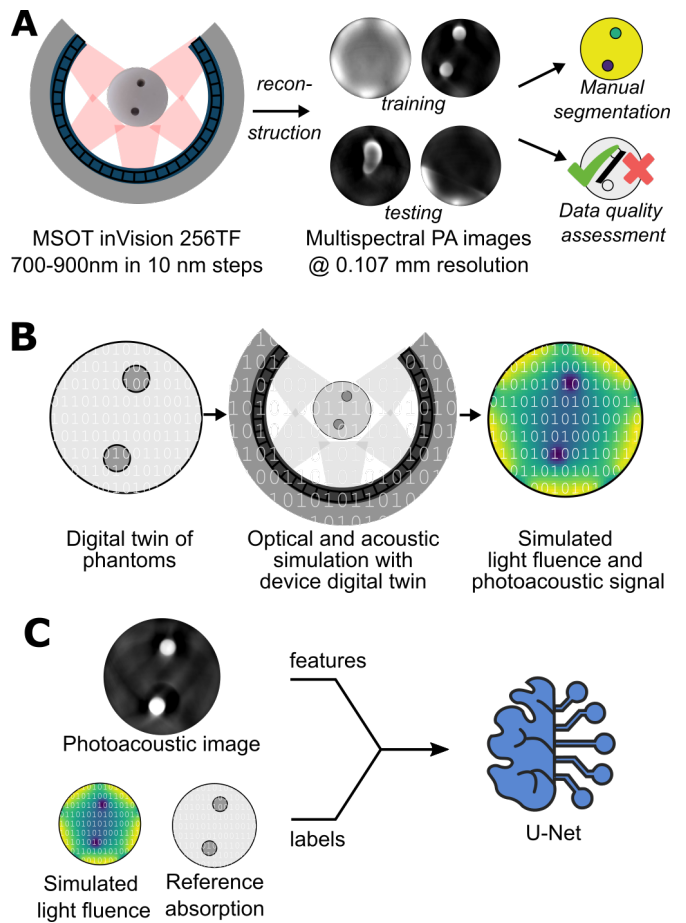 A
recon-
struction
training
testing
Manual
segmentation
Data quality
assessment
MSOT inVision 256TF
700-900nm in 10 nm steps
Multispectral PA images
@ 0.107 mm resolution
B
Digital twin of
phantoms
Optical and acoustic
simulation with
device digital twin
Simulated
light fluence and
photoacoustic signal
C
features
Photoacoustic image
labels
U-Net
Simulated
light fluence
Reference
absorption